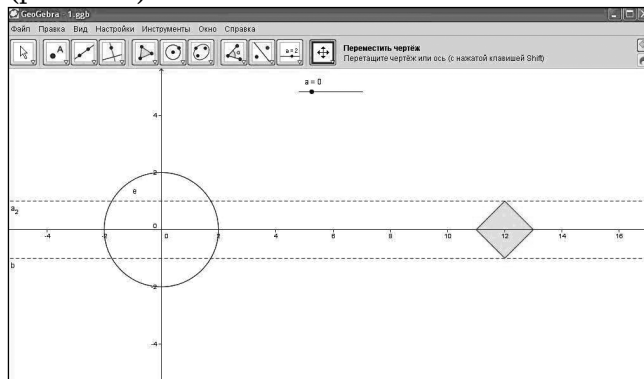 GeoGebra - 1.ggb
Файл Правка Вид Настройки Инструменты Окно Справка
A
a = 2
Переместить чертёж
Перетащите чертёж или ось (с нажатой клавишей Shift)
a = 0
4
2
e
a2
0
-4 -2 0 2 4 6 8 10 12 14 16
b
-2
-4